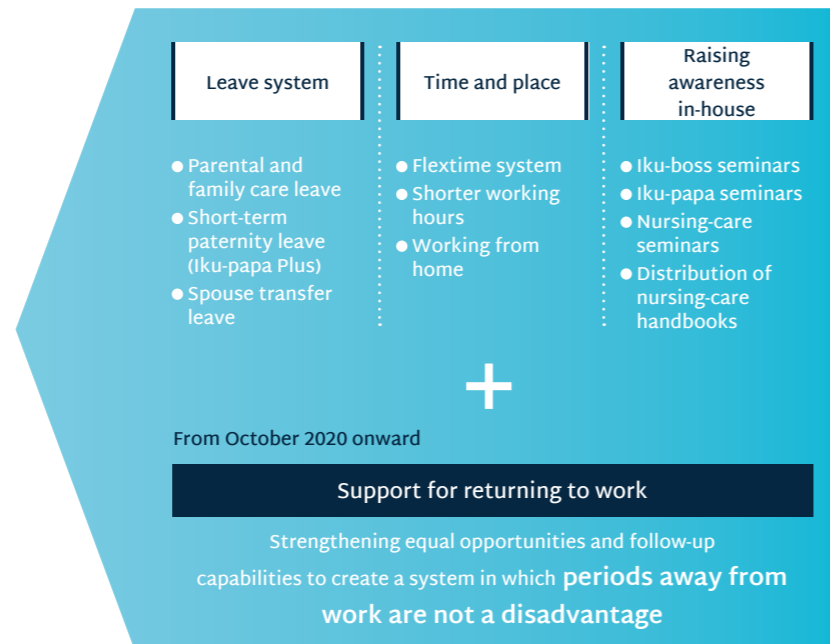 Leave system
● Parental and
family care leave
● Short-term
paternity leave
(Iku-papa Plus)
● Spouse transfer
leave
Time and place
● Flextime system
● Shorter working
hours
● Working from
home
Raising
awareness
in-house
● Iku-boss seminars
● Iku-papa seminars
● Nursing-care
seminars
● Distribution of
nursing-care
handbooks
+
From October 2020 onward
Support for returning to work
Strengthening equal opportunities and follow-up
capabilities to create a system in which periods away from
work are not a disadvantage